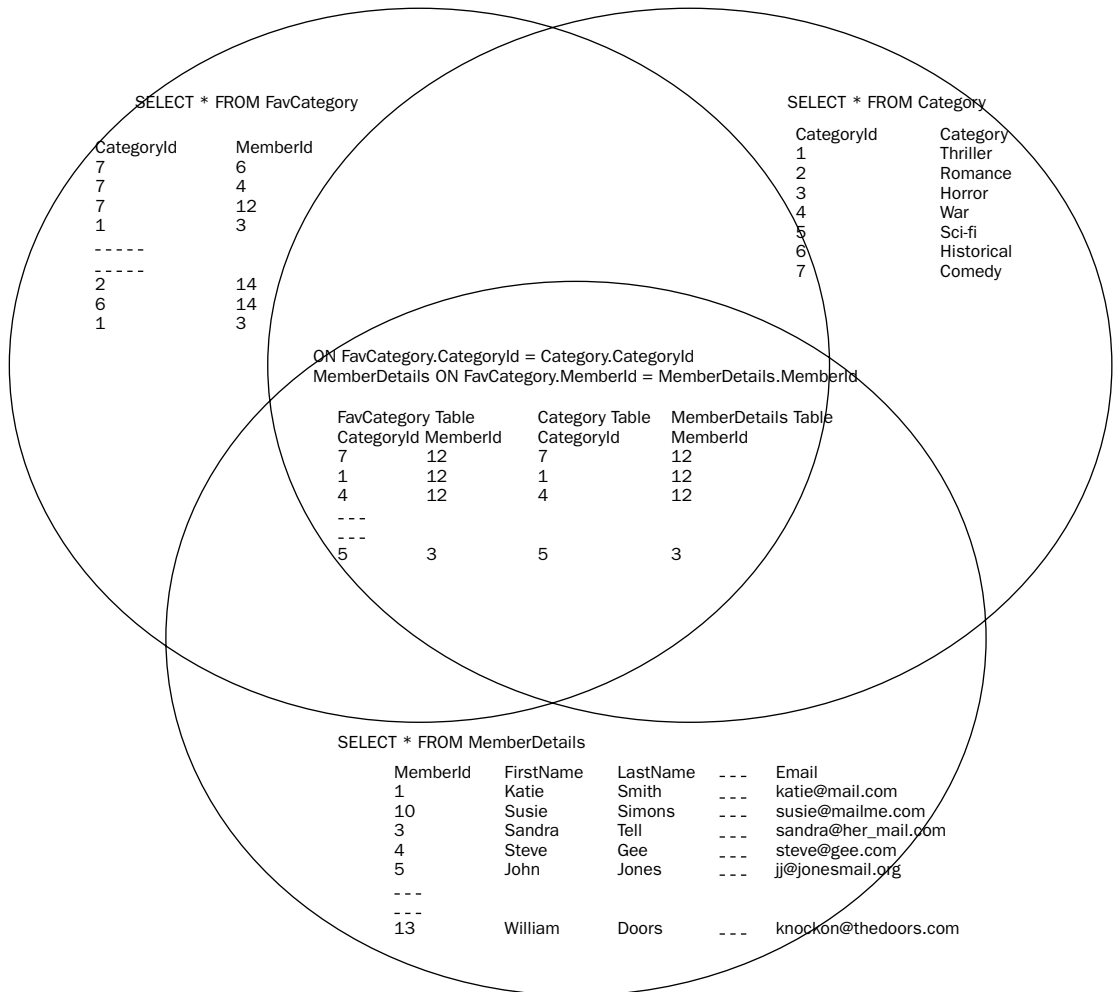 SELECT * FROM FavCategory
CategoryId MemberId
7 6
7 4
7 12
1 3
-----
-----
2 14
6 14
1 3
SELECT * FROM Category
CategoryId Category
1 Thriller
2 Romance
3 Horror
4 War
5 Sci-fi
6 Historical
7 Comedy
ON FavCategory.CategoryId = Category.CategoryId
MemberDetails ON FavCategory.MemberId = MemberDetails.MemberId
FavCategory Table Category Table MemberDetails Table
CategoryId MemberId CategoryId MemberId
7 12 7 12
1 12 1 12
4 12 4 12
---
---
5 3 5 3
SELECT * FROM MemberDetails
MemberId FirstName LastName --- Email
1 Katie Smith --- katie@mail.com
10 Susie Simons --- susie@mailme.com
3 Sandra Tell --- sandra@her_mail.com
4 Steve Gee --- steve@gee.com
5 John Jones --- jj@jonesmail.org
---
---
13 William Doors --- knockon@thedoors.com